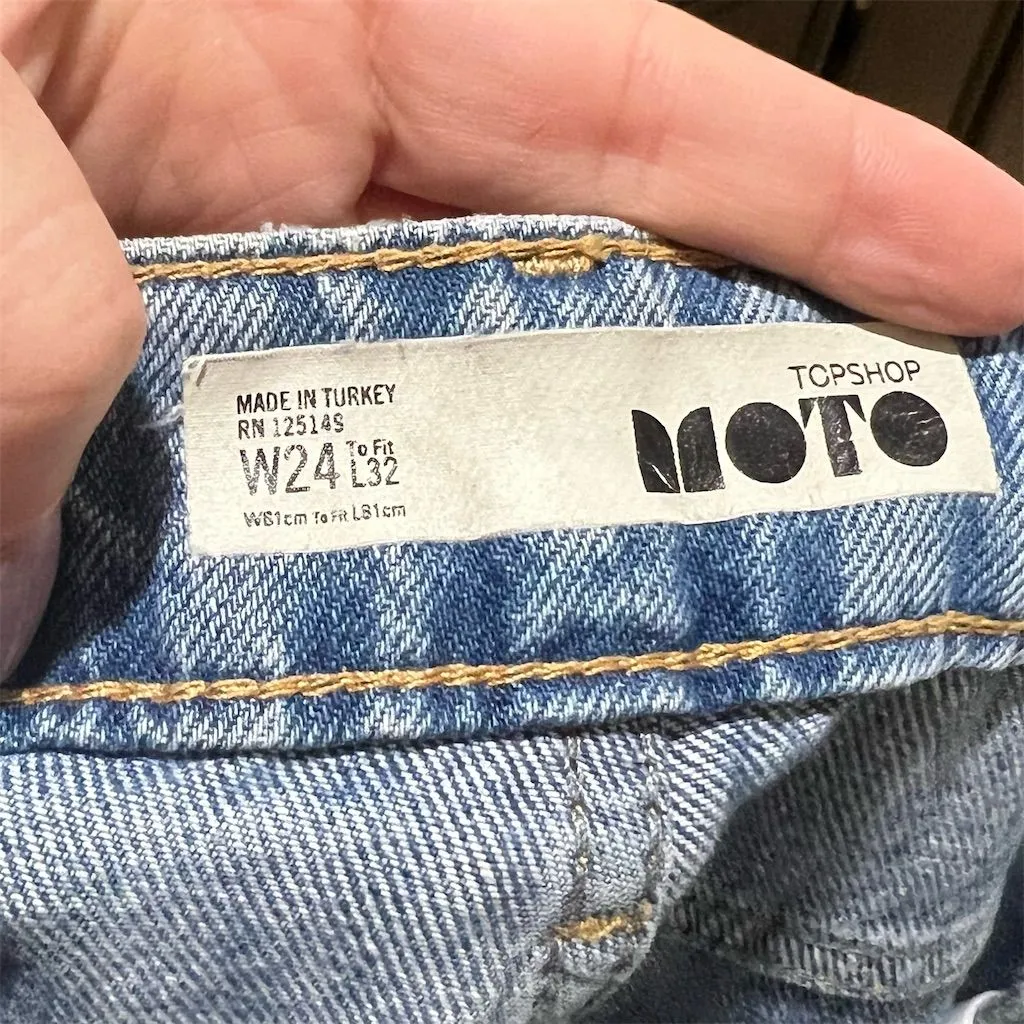 MADE IN TURKEY
RN 125149
W24 To Fit L32
W61cm To Fit L81cm
TOPSHOP
MOTO